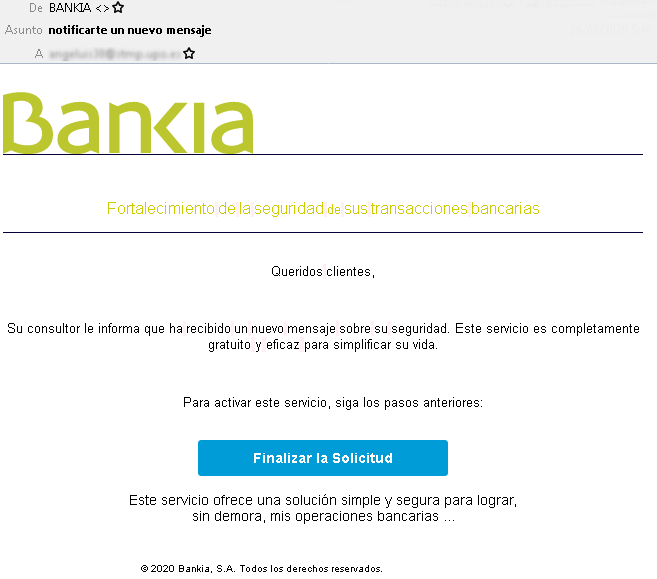 De BANKIA <>
Asunto notificarte un nuevo mensaje
A
Bankia
Fortalecimiento de la seguridad de sus transacciones bancarias
Queridos clientes,
Su consultor le informa que ha recibido un nuevo mensaje sobre su seguridad. Este servicio es completamente
gratuito y eficaz para simplificar su vida.
Para activar este servicio, siga los pasos anteriores:
Finalizar la Solicitud
Este servicio ofrece una solución simple y segura para lograr,
sin demora, mis operaciones bancarias ...
© 2020 Bankia, S.A. Todos los derechos reservados.